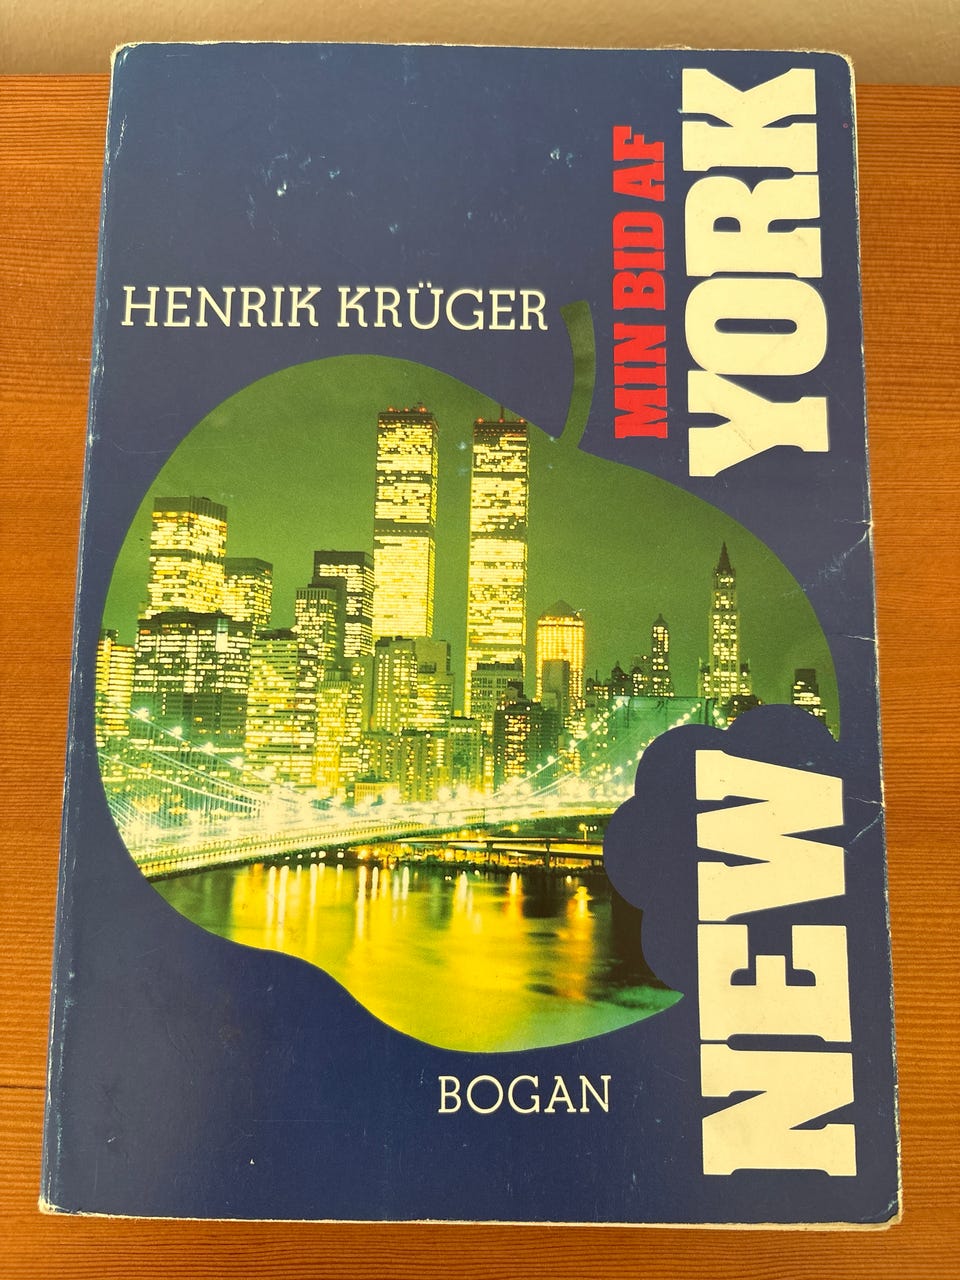 HENRIK KRÜGER
MIN BID AF
NEW YORK
BOGAN